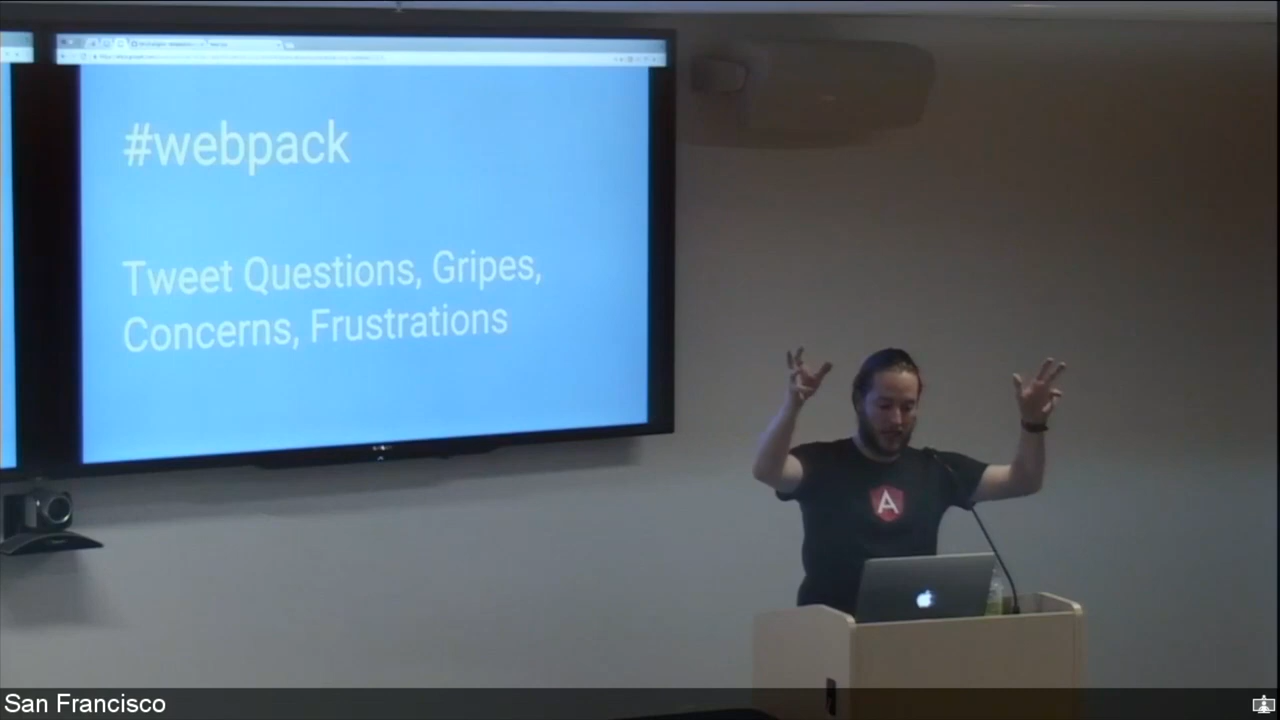 #webpack
Tweet Questions, Gripes,
Concerns, Frustrations
A
San Francisco